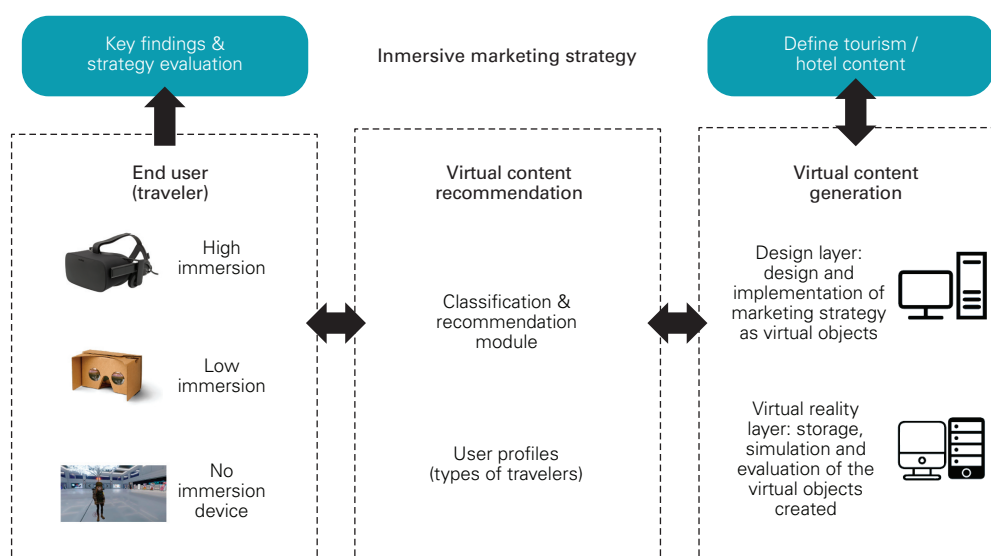 Key findings &
strategy evaluation
Inmersive marketing strategy
Define tourism /
hotel content
End user
(traveler)
High
immersion
Low
immersion
No
immersion
device
Virtual content
recommendation
Classification &
recommendation
module
User profiles
(types of travelers)
Virtual content
generation
Design layer:
design and
implementation of
marketing strategy
as virtual objects
Virtual reality
layer: storage,
simulation and
evaluation of the
virtual objects
created